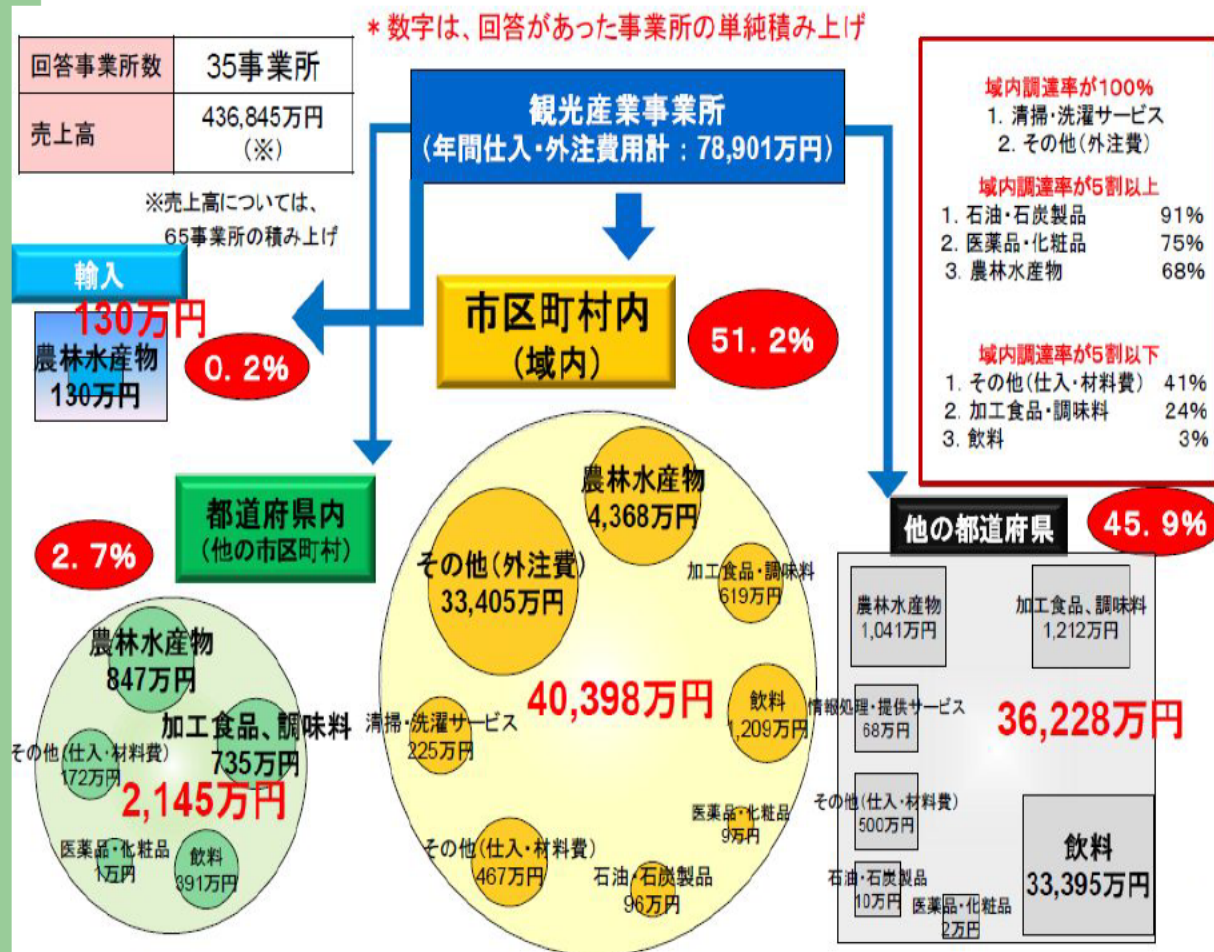 ＊数字は、回答があった事業所の単純積み上げ
回答事業所数 35事業所
売上高 436,845万円
（※）
※売上高については、
65事業所の積み上げ
観光産業事業所
（年間仕入・外注費用計：78,901万円）
域内調達率が100%
1. 清掃・洗濯サービス
2. その他（外注費）
域内調達率が5割以上
1. 石油・石炭製品 91%
2. 医薬品・化粧品 75%
3. 農林水産物 68%
域内調達率が5割以下
1. その他（仕入・材料費） 41%
2. 加工食品・調味料 24%
3. 飲料 3%
輸入
130万円
農林水産物
130万円
0.2%
市区町村内
（域内）
51.2%
都道府県内
（他の市区町村）
2.7%
農林水産物
847万円
加工食品、調味料
735万円
その他（仕入・材料費）
172万円
2,145万円
医薬品・化粧品
1万円
飲料
391万円
農林水産物
4,368万円
その他（外注費）
33,405万円
加工食品・調味料
619万円
40,398万円
飲料
1,209万円
清掃・洗濯サービス
225万円
医薬品・化粧品
9万円
その他（仕入・材料費）
467万円
石油・石炭製品
96万円
他の都道府県
45.9%
農林水産物
1,041万円
加工食品、調味料
1,212万円
情報処理・提供サービス
68万円
36,228万円
その他（仕入・材料費）
500万円
飲料
33,395万円
石油・石炭製品
10万円
医薬品・化粧品
2万円